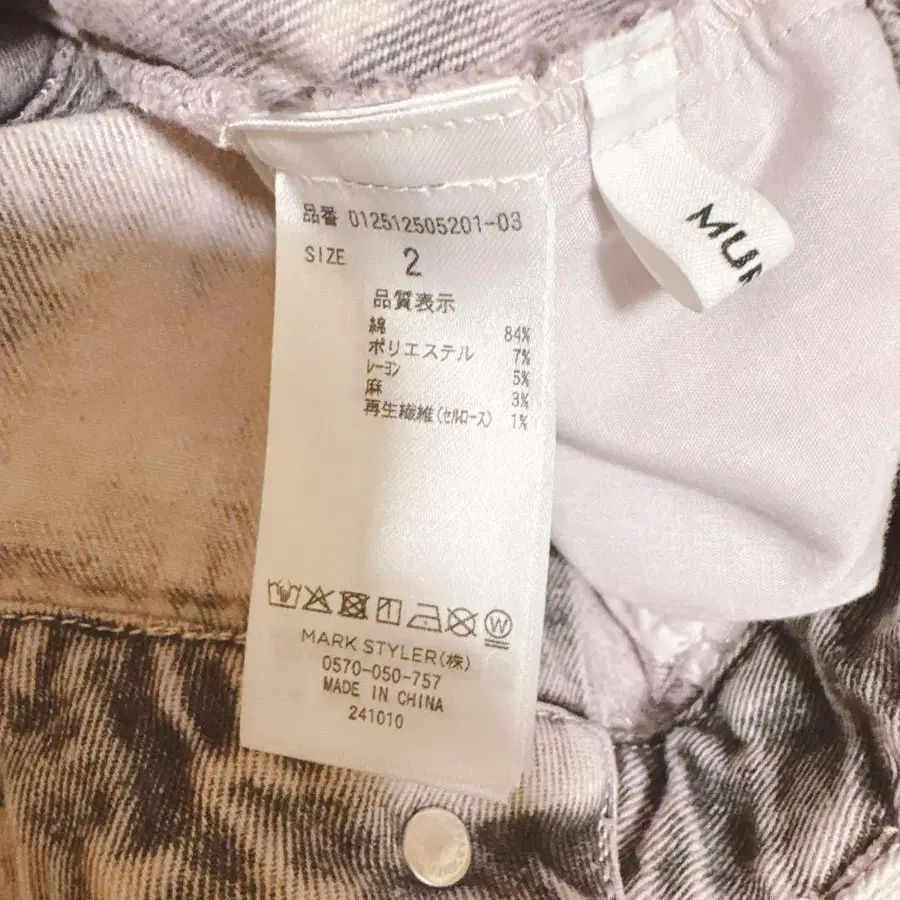 品番 012512505201-03
SIZE 2
品質表示
綿 84%
ポリエステル 7%
レーヨン 5%
麻 3%
再生繊維(セルロース) 1%
W
MARK STYLER(株)
0570-050-757
MADE IN CHINA
241010